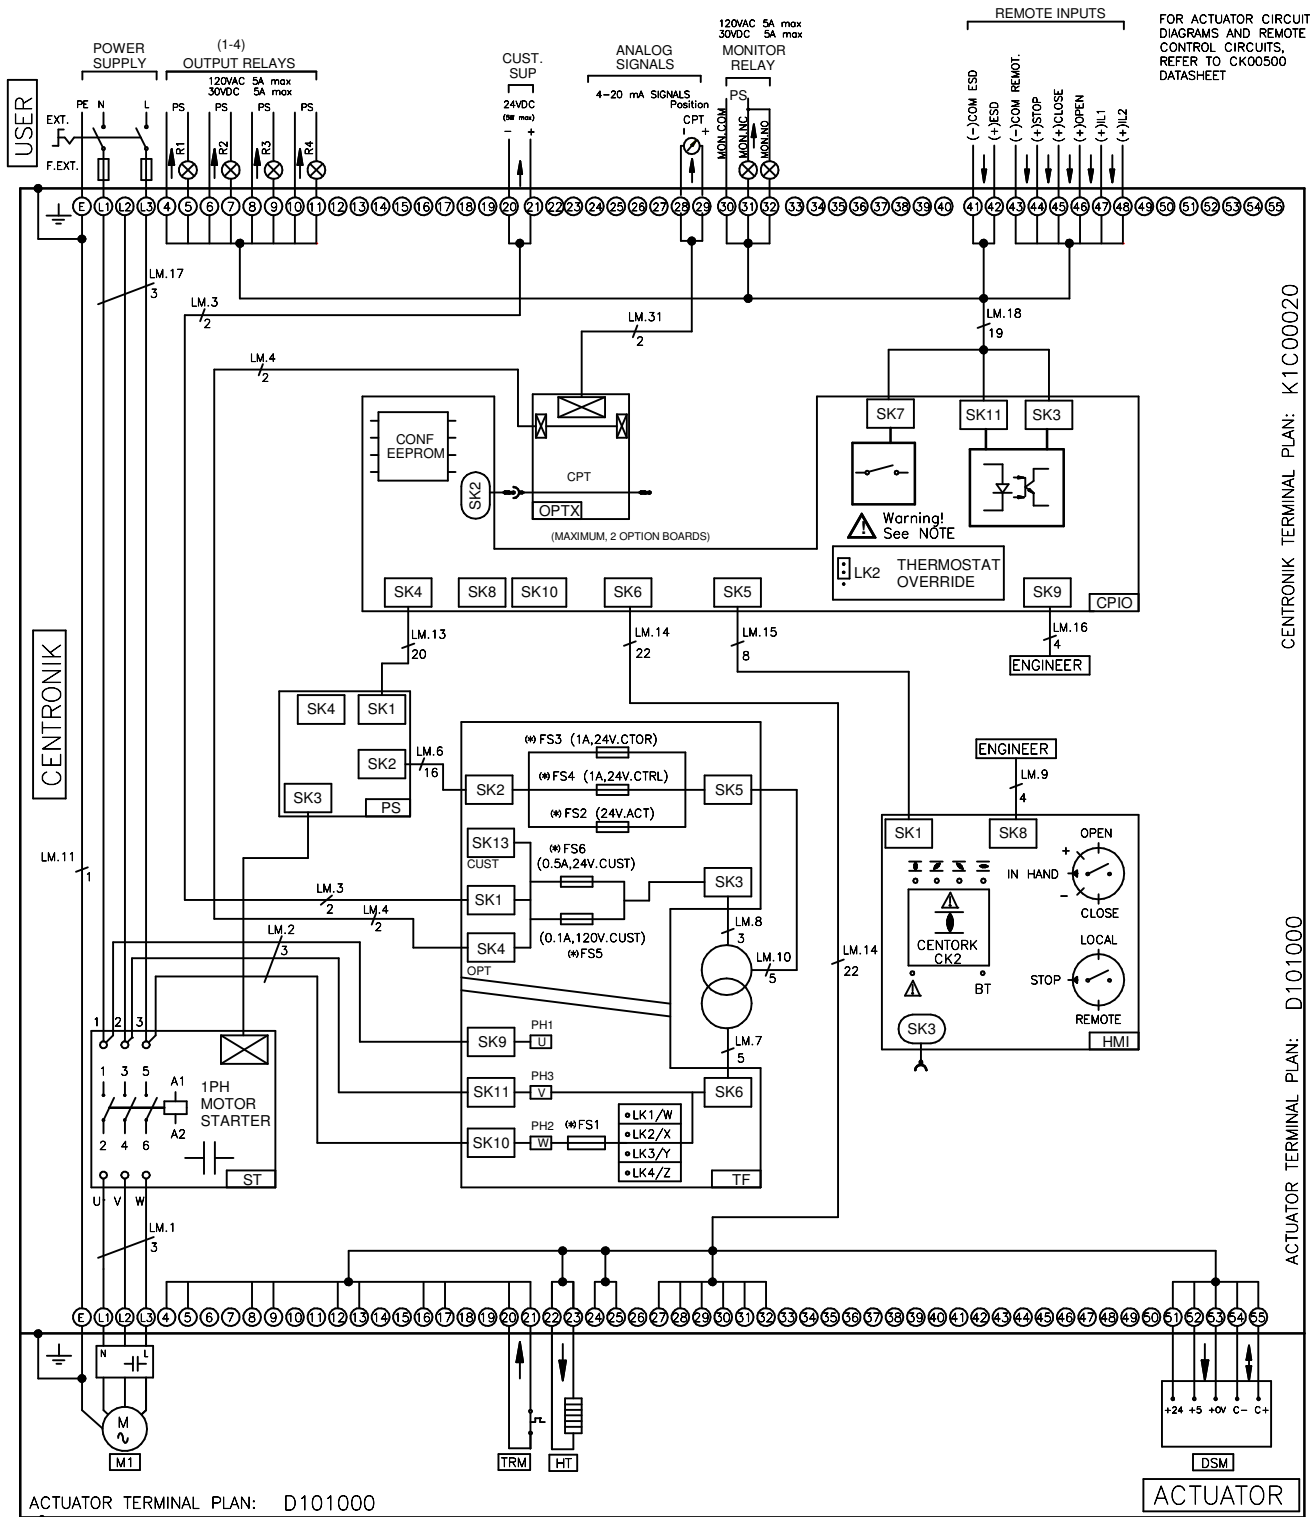 REMOTE INPUTS
FOR ACTUATOR CIRCUIT
DIAGRAMS AND REMOTE
CONTROL CIRCUITS,
REFER TO CK00500
DATASHEET
POWER
SUPPLY
(1-4)
OUTPUT RELAYS
120VAC 5A max
30VDC 5A max
CUST.
SUP
24VDC
(5W max)
- +
ANALOG
SIGNALS
4-20 mA SIGNALS
Position
CPT
- +
120VAC 5A max
30VDC 5A max
MONITOR
RELAY
PS
MON.COM
MON.NC
MON.NO
(-)COM ESD
(+)ESD
(-)COM REMOT.
(+)STOP
(+)CLOSE
(+)OPEN
(+)IL1
(+)IL2
USER
PE N L
EXT.
F.EXT.
PS PS PS PS
R1 R2 R3 R4
E L1 L2 L3 4 5 6 7 8 9 10 11 12 13 14 15 16 17 18 19 20 21 22 23 24 25 26 27 28 29 30 31 32 33 34 35 36 37 38 39 40 41 42 43 44 45 46 47 48 49 50 51 52 53 54 55
LM.17
3
LM.3
2
LM.31
2
LM.18
19
LM.4
2
CENTRONIK TERMINAL PLAN: K1C00020
CONF
EEPROM
SK2
CPT
OPTX
(MAXIMUM, 2 OPTION BOARDS)
SK7
SK11
SK3
Warning!
See NOTE
LK2
THERMOSTAT
OVERRIDE
SK4
SK8
SK10
SK6
SK5
SK9
CPIO
LM.13
20
LM.14
22
LM.15
8
LM.16
4
ENGINEER
CENTRONIK
SK4
SK1
SK2
SK3
PS
LM.6
16
(*) FS3 (1A,24V.CTOR)
(*) FS4 (1A,24V.CTRL)
(*) FS2 (24V.ACT)
SK2
SK5
SK13
CUST
(*) FS6
(0.5A,24V.CUST)
SK1
SK3
(0.1A,120V.CUST)
(*)FS5
SK4
OPT
LM.3
2
LM.4
2
LM.2
3
LM.11
1
LM.8
3
LM.10
5
LM.7
5
LM.14
22
ENGINEER
LM.9
4
SK1
SK8
OPEN
+
IN HAND
-
CLOSE
CENTORK
CK2
BT
LOCAL
STOP
REMOTE
SK3
HMI
ACTUATOR TERMINAL PLAN: D101000
SK9
PH1
U
SK11
PH3
V
SK6
SK10
PH2
W
(*)FS1
LK1/W
LK2/X
LK3/Y
LK4/Z
TF
1 2 3
1 3 5
A1
A2
2 4 6
1PH
MOTOR
STARTER
ST
U V W
LM.1
3
E L1 L2 L3 4 5 6 7 8 9 10 11 12 13 14 15 16 17 18 19 20 21 22 23 24 25 26 27 28 29 30 31 32 33 34 35 36 37 38 39 40 41 42 43 44 45 46 47 48 49 50 51 52 53 54 55
N L
M
M1
TRM
HT
+24 +5 +0V C- C+
DSM
ACTUATOR TERMINAL PLAN: D101000
ACTUATOR